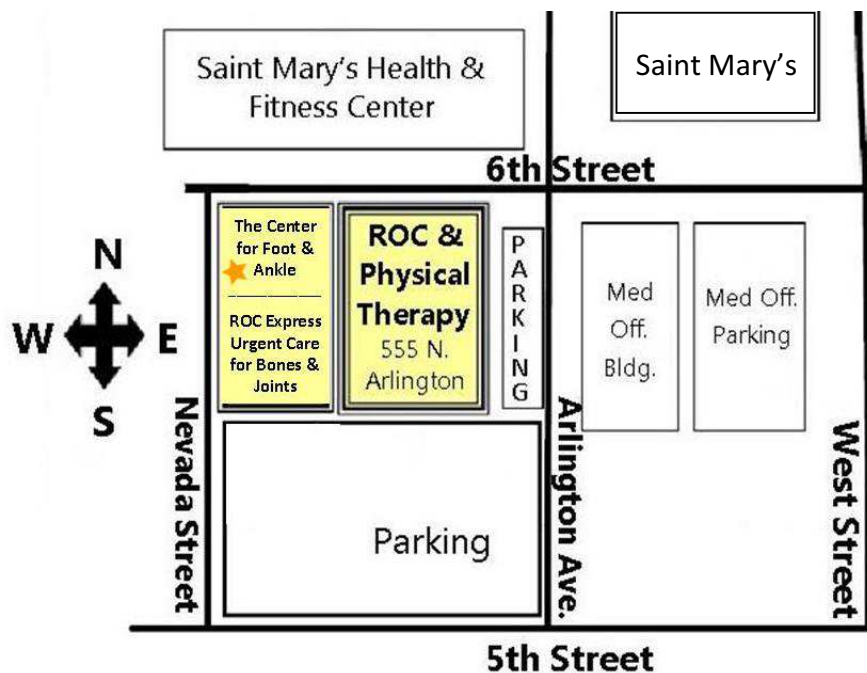 Saint Mary's Health &
Fitness Center
Saint Mary’s
6th Street
The Center
for Foot &
Ankle
ROC Express
Urgent Care
for Bones &
Joints
ROC &
Physical
Therapy
555 N.
Arlington
PARKING
Med
Off.
Bldg.
Med Off.
Parking
N
W
E
S
Nevada Street
Parking
Arlington Ave.
West Street
5th Street